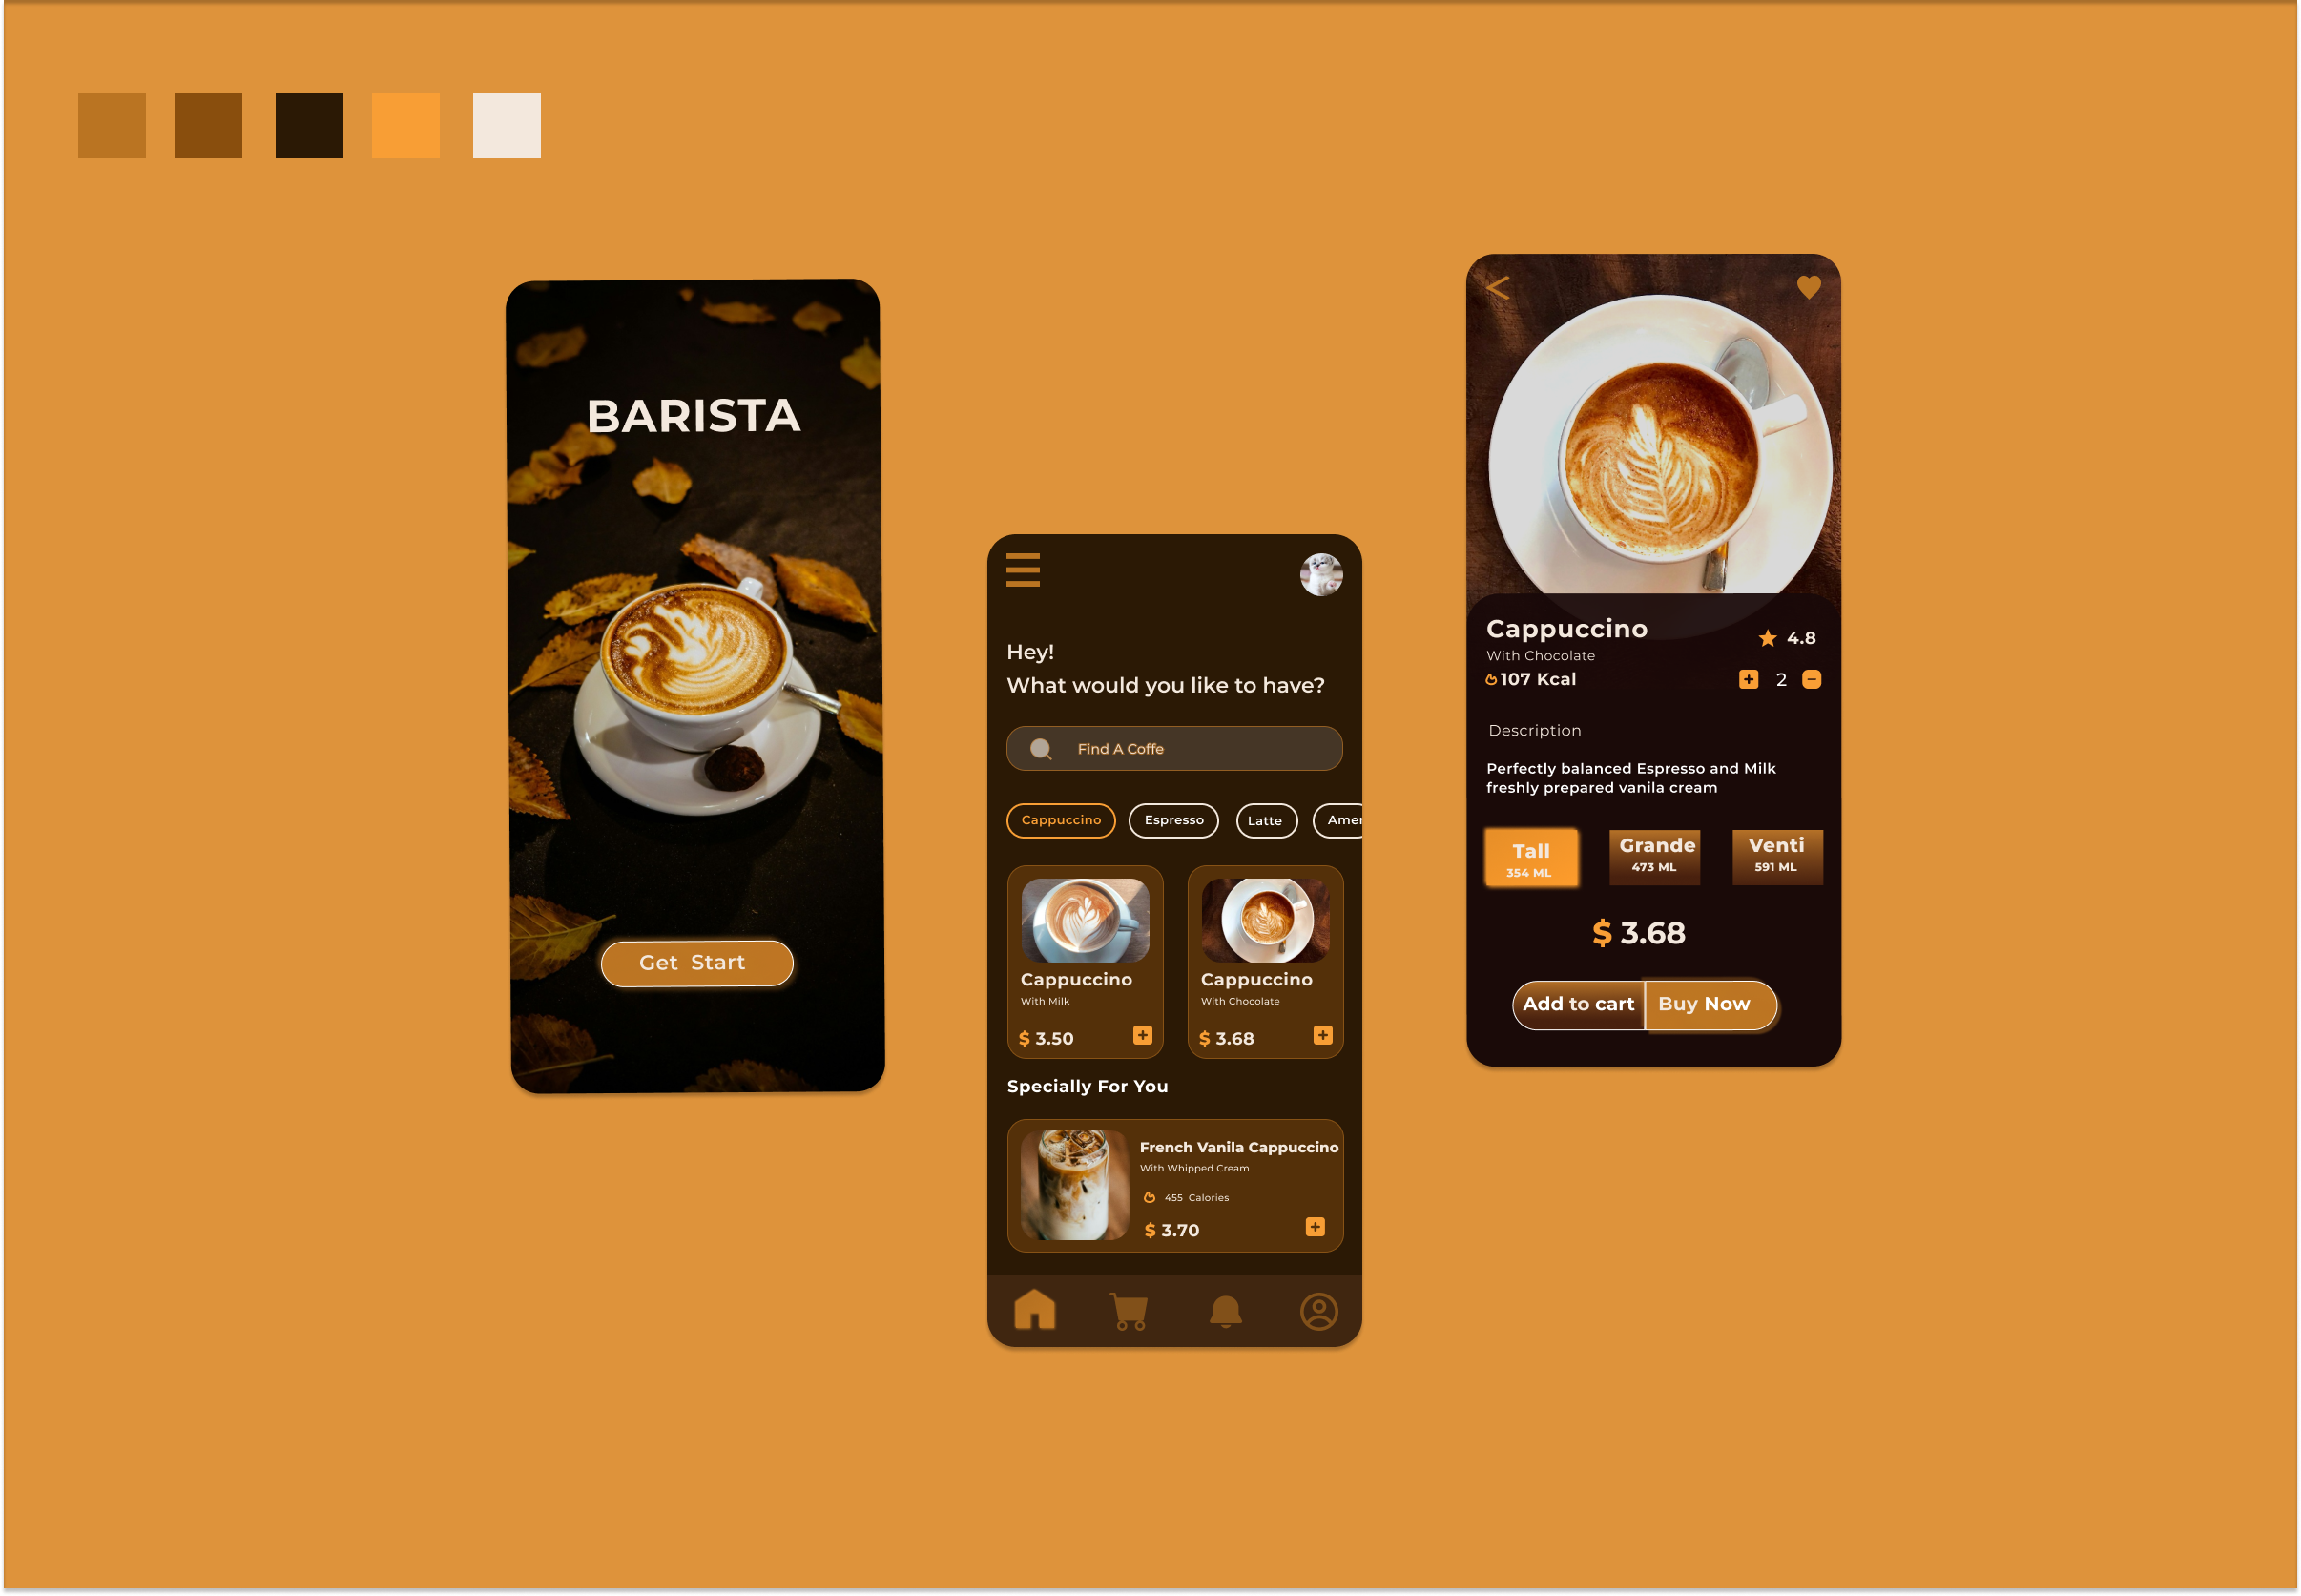 BARISTA
Get Start
Hey!
What would you like to have?
Find A Coffe
Cappuccino
Espresso
Latte
Amer
Cappuccino
With Milk
$ 3.50
Cappuccino
With Chocolate
$ 3.68
Specially For You
French Vanila Cappuccino
With Whipped Cream
455 Calories
$ 3.70
Cappuccino
4.8
With Chocolate
107 Kcal
2
Description
Perfectly balanced Espresso and Milk
freshly prepared vanila cream
Tall
354 ML
Grande
473 ML
Venti
591 ML
$ 3.68
Add to cart
Buy Now